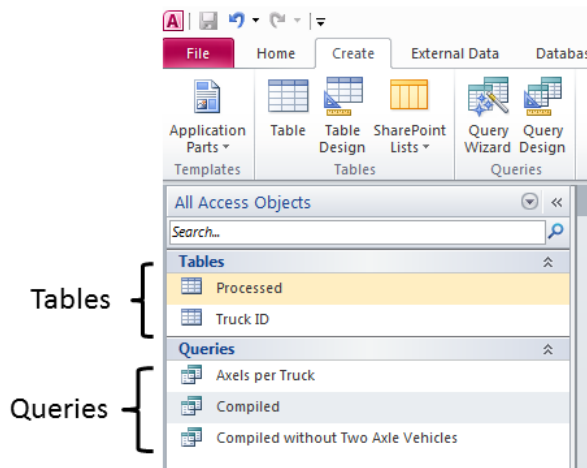 A
File Home Create External Data Databas
Application Parts Table Table Design SharePoint Lists Query Wizard Query Design
Templates Tables Queries
All Access Objects
Search...
Tables
Processed
Truck ID
Tables
Queries
Axels per Truck
Compiled
Compiled without Two Axle Vehicles
Queries